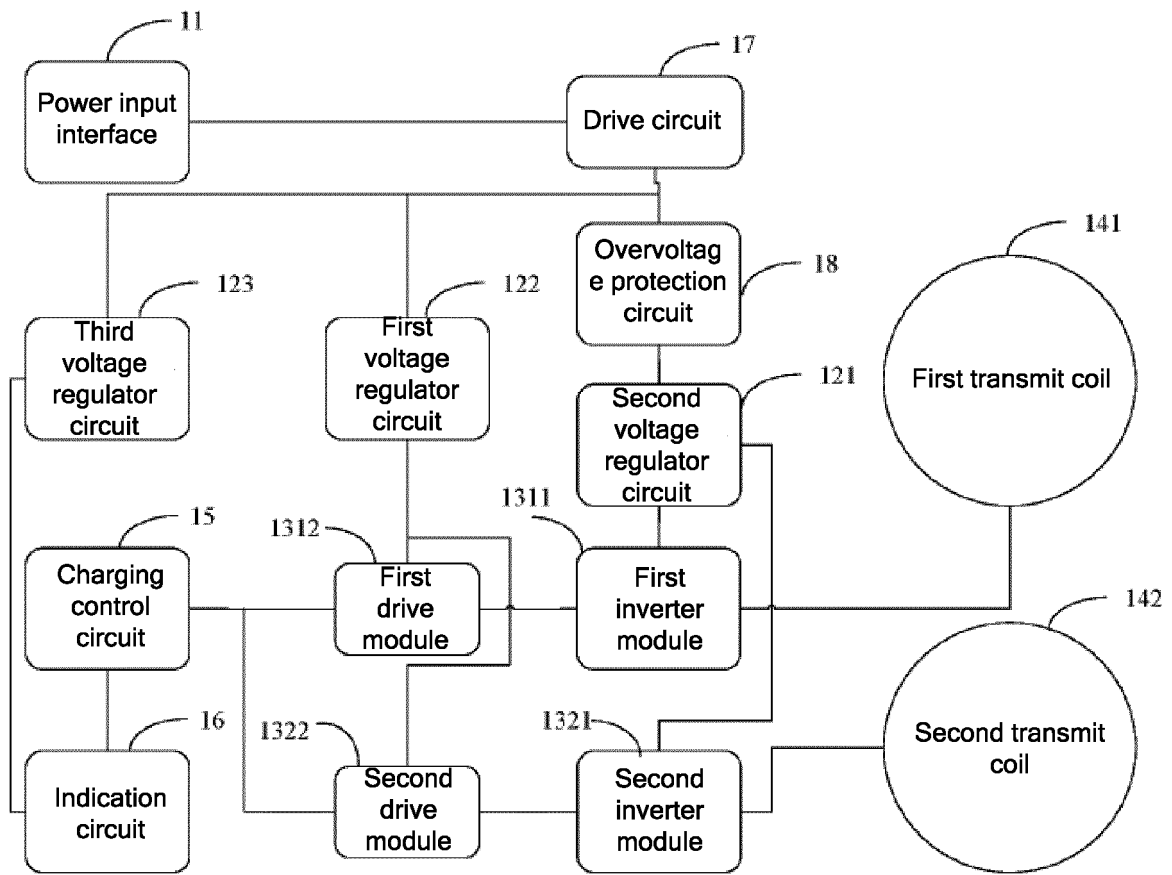 11
17
Power input
interface
Drive circuit
141
Overvoltag
e protection
circuit
18
123
122
Third
voltage
regulator
circuit
First
voltage
regulator
circuit
121
First transmit coil
Second
voltage
regulator
circuit
15
1312
1311
Charging
control
circuit
First
drive
module
First
inverter
module
142
16
1322
1321
Second transmit
coil
Indication
circuit
Second
drive
module
Second
inverter
module